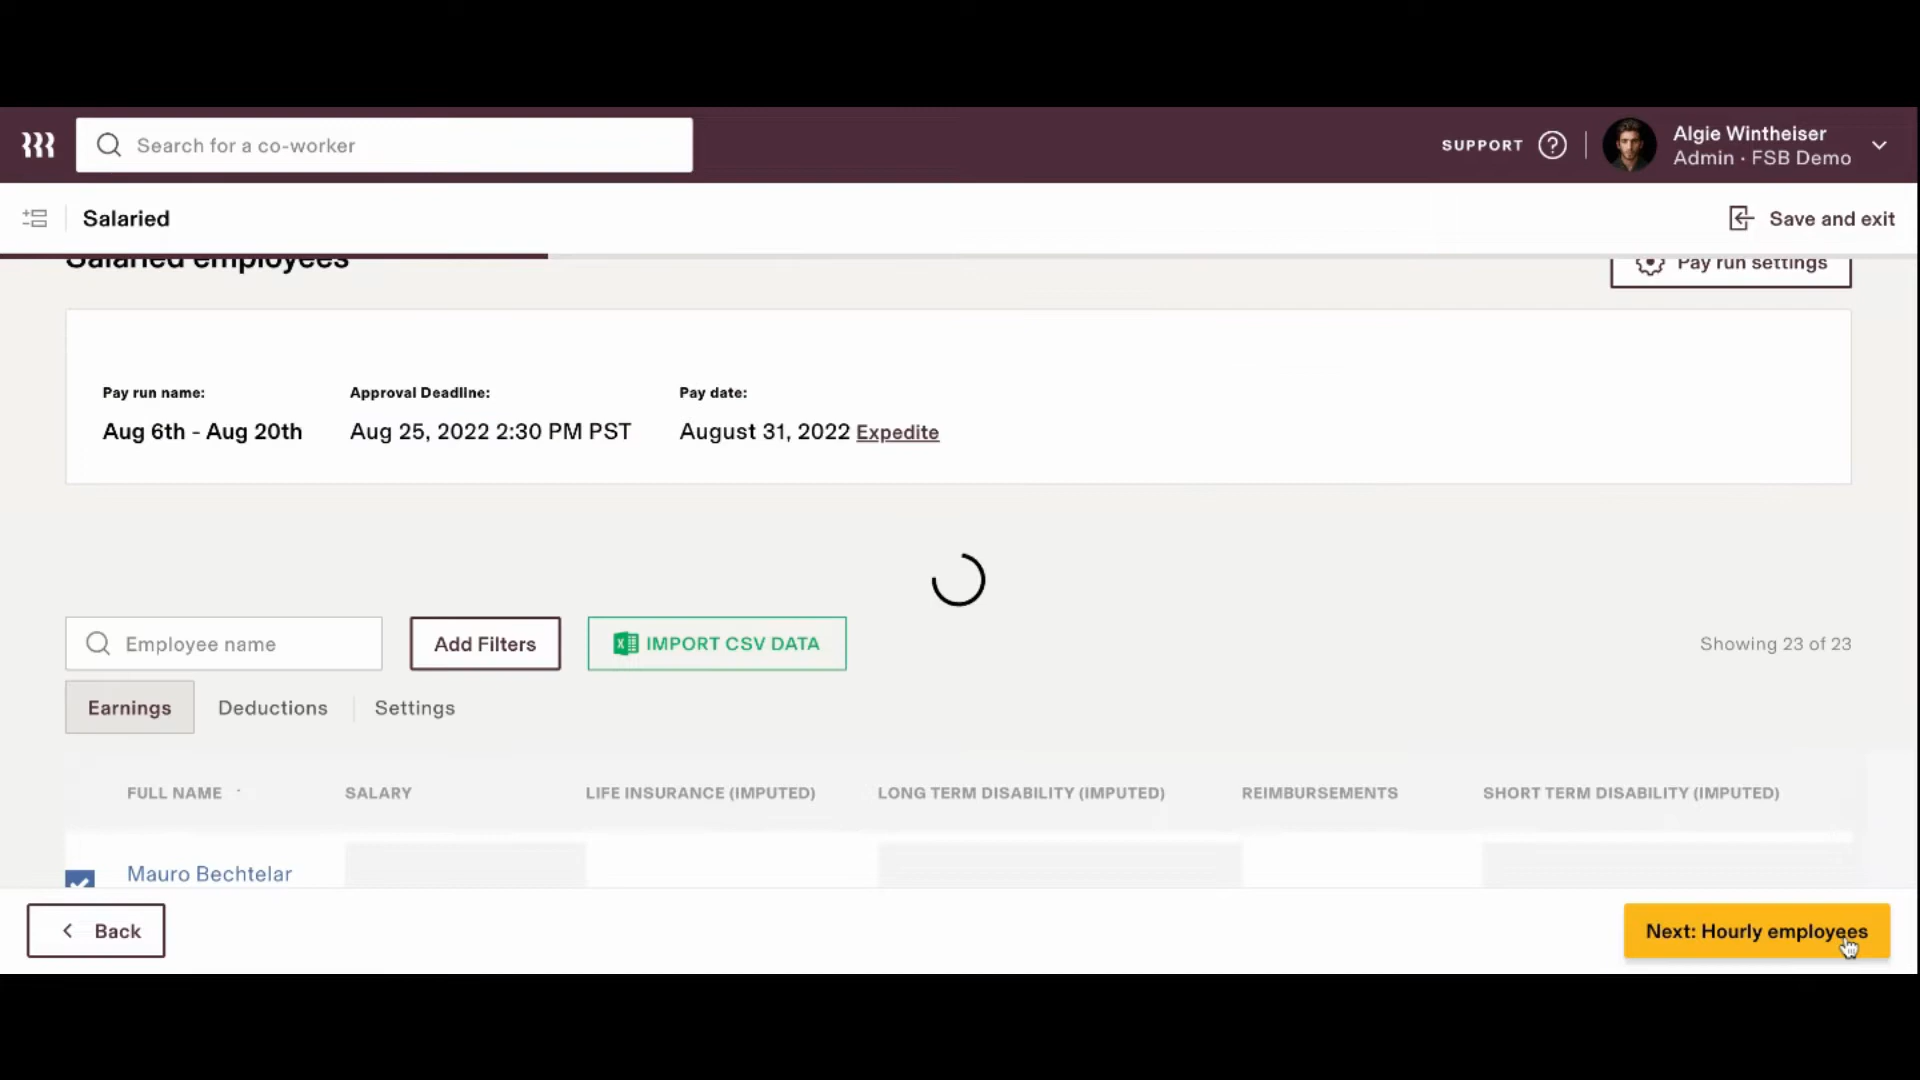 Search for a co-worker
SUPPORT
Algie Wintheiser
Admin · FSB Demo
Salaried
Save and exit
Salaried employees
Pay run settings
Pay run name:
Approval Deadline:
Pay date:
Aug 6th - Aug 20th
Aug 25, 2022 2:30 PM PST
August 31, 2022 Expedite
Employee name
Add Filters
IMPORT CSV DATA
Showing 23 of 23
Earnings
Deductions
Settings
FULL NAME
SALARY
LIFE INSURANCE (IMPUTED)
LONG TERM DISABILITY (IMPUTED)
REIMBURSEMENTS
SHORT TERM DISABILITY (IMPUTED)
Mauro Bechtelar
Back
Next: Hourly employees